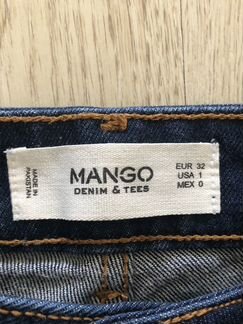 MADE IN
PAKISTAN
MANGO
DENIM & TEES
EUR 32
USA 1
MEX 0